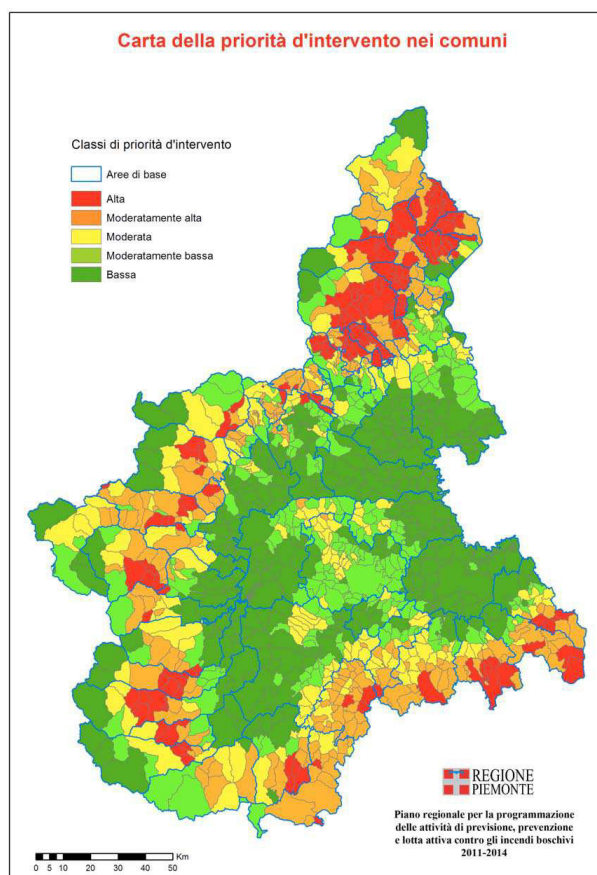 Carta della priorità d'intervento nei comuni
Classi di priorità d'intervento
Aree di base
Alta
Moderatamente alta
Moderata
Moderatamente bassa
Bassa
REGIONE
PIEMONTE
Piano regionale per la programmazione
delle attività di previsione, prevenzione
e lotta attiva contro gli incendi boschivi
2011-2014
Km
0 5 10 20 30 40 50